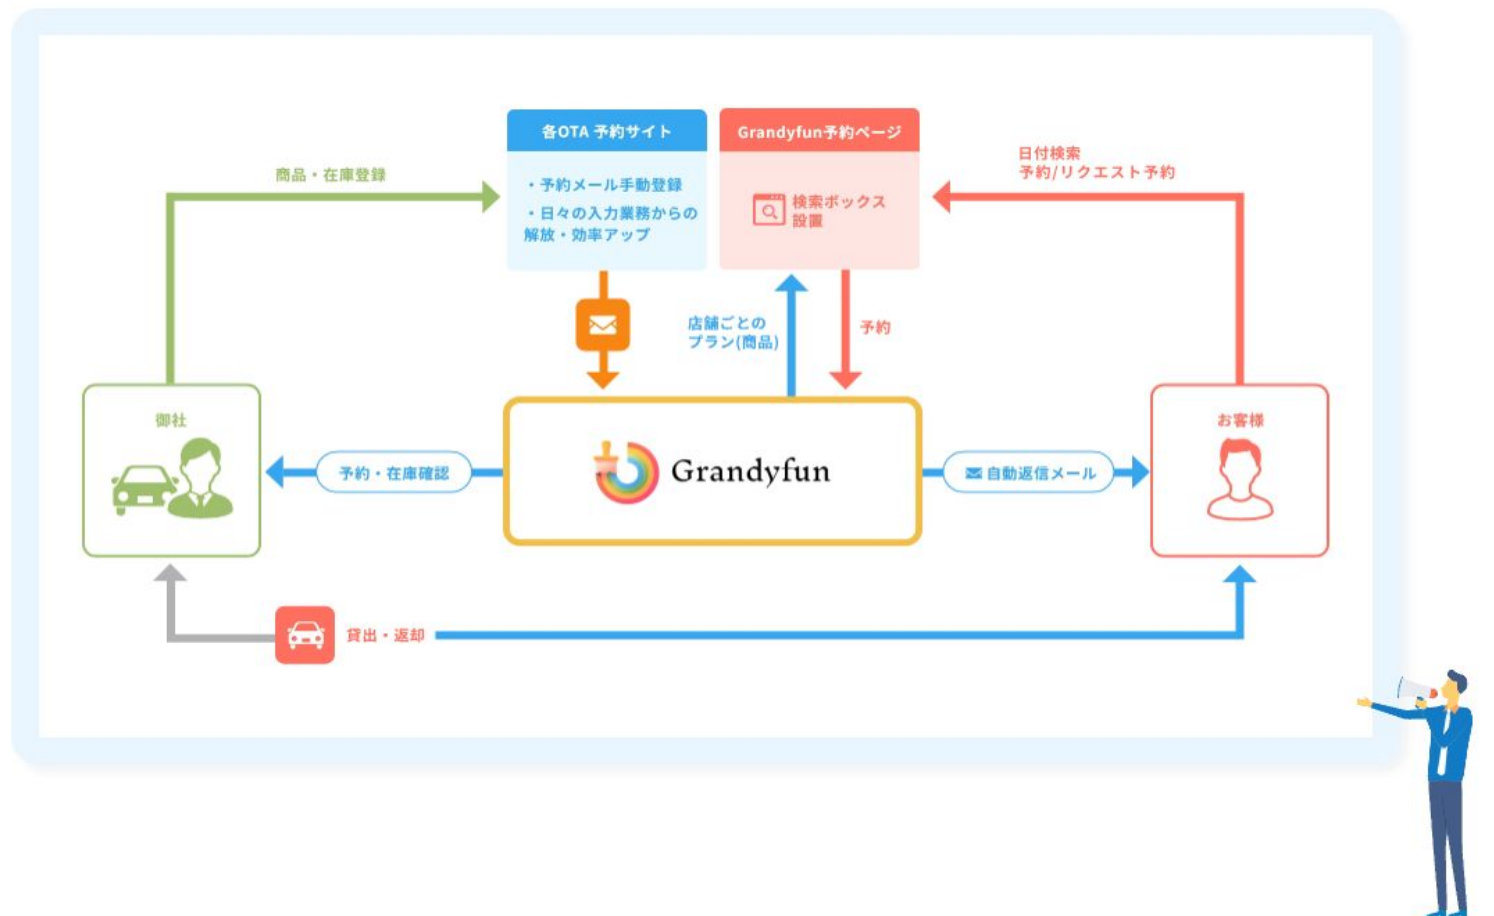 各OTA 予約サイト
Grandyfun予約ページ
商品・在庫登録
・予約メール手動登録
・日々の入力業務からの
解放・効率アップ
検索ボックス
設置
日付検索
予約/リクエスト予約
店舗ごとの
プラン(商品)
予約
御社
予約・在庫確認
Grandyfun
自動返信メール
お客様
貸出・返却